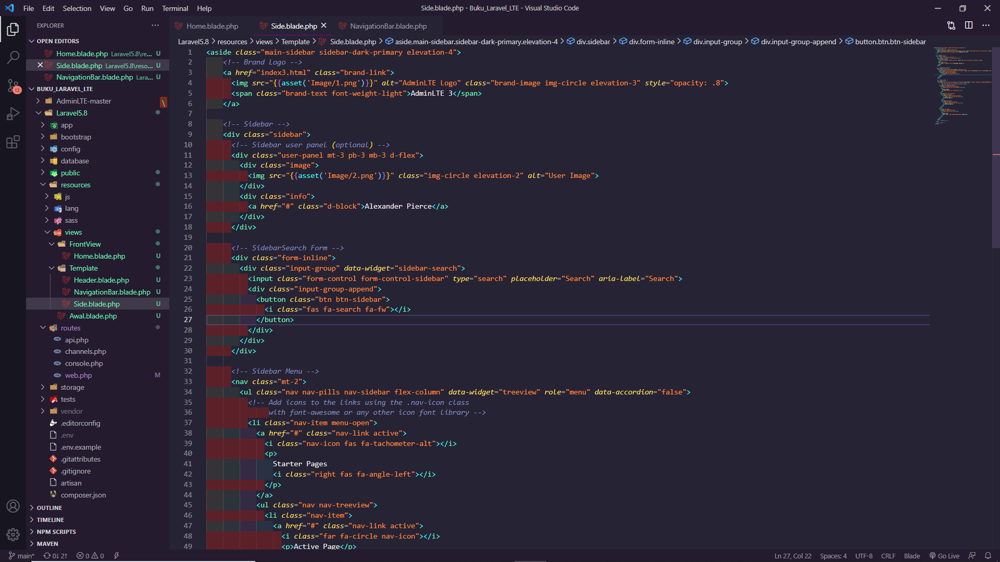 File Edit Selection View Go Run Terminal Help
Side.blade.php - Buku_Laravel_LTE - Visual Studio Code
EXPLORER
Home.blade.php
Side.blade.php
NavigationBar.blade.php
OPEN EDITORS
Home.blade.php Laravel5.8\re... U
Side.blade.php Laravel5.8\reso... U
NavigationBar.blade.php Lara... U
BUKU_LARAVEL_LTE
AdminLTE-master \
Laravel5.8
app
bootstrap
config
database
public
resources
js
lang
sass
views
FrontView
Home.blade.php U
Template
Header.blade.php U
NavigationBar.blade.php U
Side.blade.php U
Awal.blade.php U
routes
api.php
channels.php
console.php
web.php M
storage
tests
vendor
.editorconfig
.env
.env.example
.gitattributes
.gitignore
artisan
composer.json
OUTLINE
TIMELINE
NPM SCRIPTS
MAVEN
13
Laravel5.8 > resources > views > Template > Side.blade.php > aside.main-sidebar.sidebar-dark-primary.elevation-4 > div.sidebar > div.form-inline > div.input-group > div.input-group-append > button.btn.btn-sidebar
1 <aside class="main-sidebar sidebar-dark-primary elevation-4">
2 <!-- Brand Logo -->
3 <a href="index3.html" class="brand-link">
4 <img src="{{asset('Image/1.png')}}" alt="AdminLTE Logo" class="brand-image img-circle elevation-3" style="opacity: .8">
5 <span class="brand-text font-weight-light">AdminLTE 3</span>
6 </a>
7
8 <!-- Sidebar -->
9 <div class="sidebar">
10 <!-- Sidebar user panel (optional) -->
11 <div class="user-panel mt-3 pb-3 mb-3 d-flex">
12 <div class="image">
13 <img src="{{asset('Image/2.png')}}" class="img-circle elevation-2" alt="User Image">
14 </div>
15 <div class="info">
16 <a href="#" class="d-block">Alexander Pierce</a>
17 </div>
18 </div>
19
20 <!-- SidebarSearch Form -->
21 <div class="form-inline">
22 <div class="input-group" data-widget="sidebar-search">
23 <input class="form-control form-control-sidebar" type="search" placeholder="Search" aria-label="Search">
24 <div class="input-group-append">
25 <button class="btn btn-sidebar">
26 <i class="fas fa-search fa-fw"></i>
27 </button>
28 </div>
29 </div>
30 </div>
31
32 <!-- Sidebar Menu -->
33 <nav class="mt-2">
34 <ul class="nav nav-pills nav-sidebar flex-column" data-widget="treeview" role="menu" data-accordion="false">
35 <!-- Add icons to the links using the .nav-icon class
36 with font-awesome or any other icon font library -->
37 <li class="nav-item menu-open">
38 <a href="#" class="nav-link active">
39 <i class="nav-icon fas fa-tachometer-alt"></i>
40 <p>
41 Starter Pages
42 <i class="right fas fa-angle-left"></i>
43 </p>
44 </a>
45 <ul class="nav nav-treeview">
46 <li class="nav-item">
47 <a href="#" class="nav-link active">
48 <i class="far fa-circle nav-icon"></i>
49 <p>Active Page</p>
main* 0↓ 2↑ 0 0
Ln 27, Col 22 Spaces: 4 UTF-8 CRLF Blade Go Live